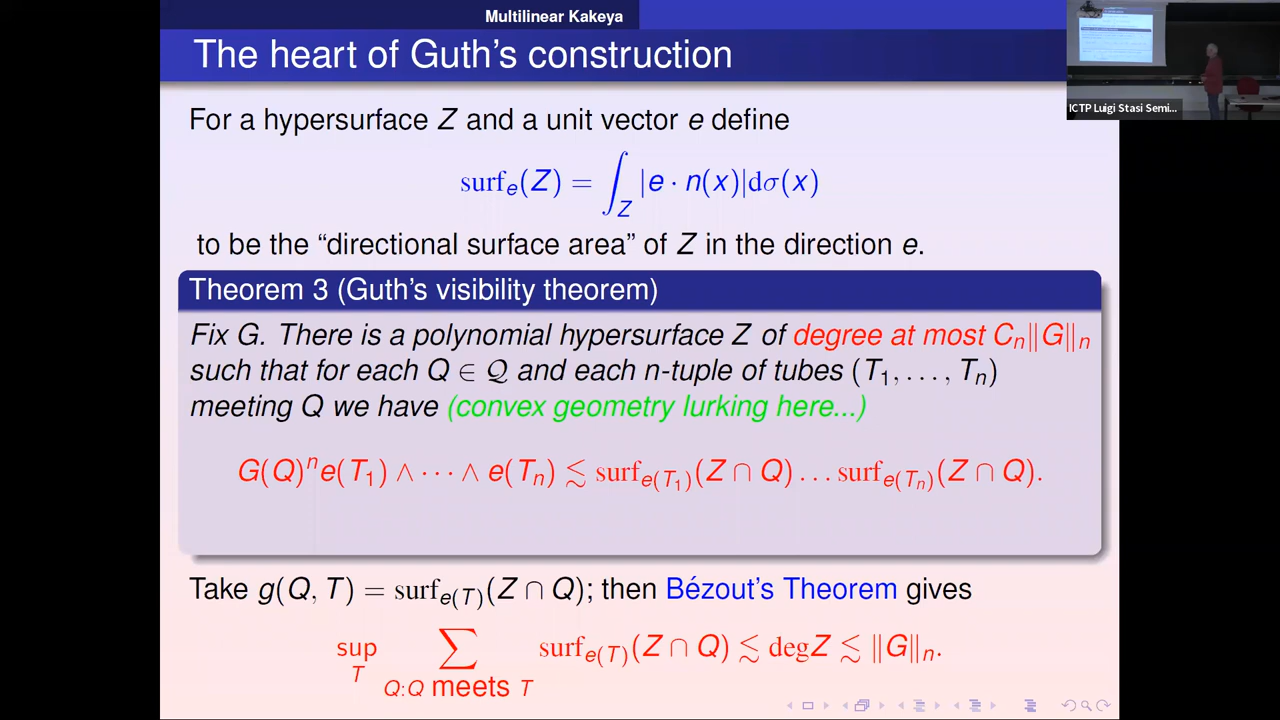 Multilinear Kakeya
The heart of Guth's construction
ICTP Luigi Stasi Semi...
For a hypersurface Z and a unit vector e define
surf_e(Z) = ∫_Z |e · n(x)|dσ(x)
to be the “directional surface area” of Z in the direction e.
Theorem 3 (Guth's visibility theorem)
Fix G. There is a polynomial hypersurface Z of degree at most C_n‖G‖_n
such that for each Q ∈ 𝒬 and each n-tuple of tubes (T_1, . . . , T_n)
meeting Q we have (convex geometry lurking here...)
G(Q)^n e(T_1) ∧ · · · ∧ e(T_n) ≲ surf_{e(T_1)}(Z ∩ Q) . . . surf_{e(T_n)}(Z ∩ Q).
Take g(Q, T) = surf_{e(T)}(Z ∩ Q); then Bézout's Theorem gives
sup_T ∑_{Q:Q meets T} surf_{e(T)}(Z ∩ Q) ≲ deg Z ≲ ‖G‖_n.